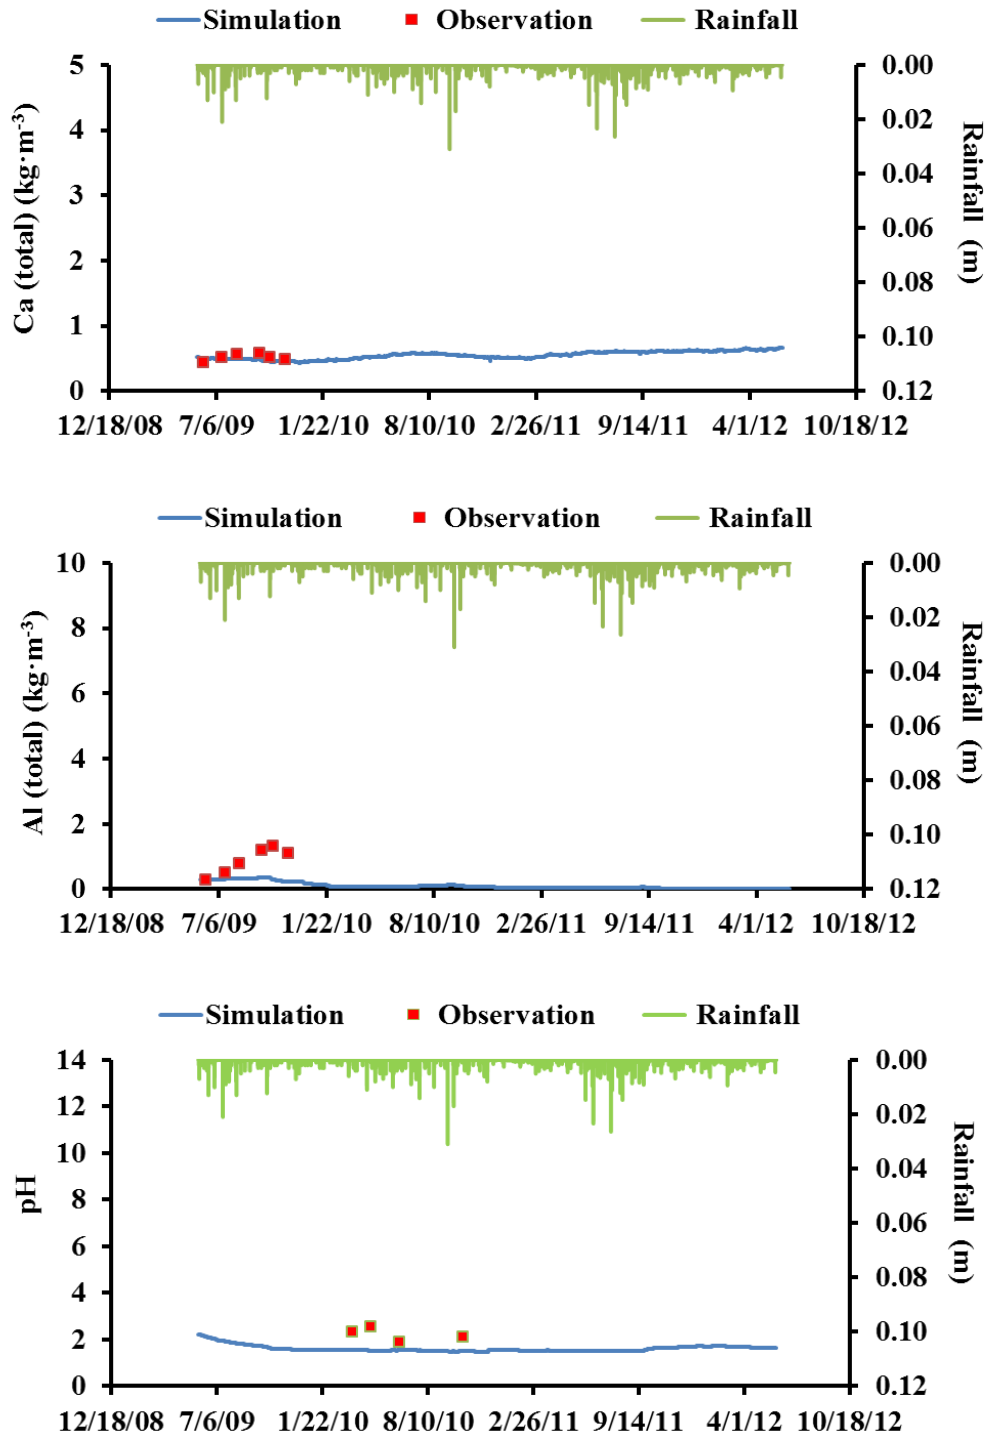 Simulation Observation Rainfall
5 0.00
4 0.02
3 0.04
2 0.06
1 0.08
0 0.10
0.12
Ca (total) (kg·m-3)
Rainfall (m)
12/18/08 7/6/09 1/22/10 8/10/10 2/26/11 9/14/11 4/1/12 10/18/12
Simulation Observation Rainfall
10 0.00
8 0.02
6 0.04
4 0.06
2 0.08
0 0.10
0.12
Al (total) (kg·m-3)
Rainfall (m)
12/18/08 7/6/09 1/22/10 8/10/10 2/26/11 9/14/11 4/1/12 10/18/12
Simulation Observation Rainfall
14 0.00
12 0.02
10 0.04
8 0.06
6 0.08
4 0.10
2 0.12
0
pH
Rainfall (m)
12/18/08 7/6/09 1/22/10 8/10/10 2/26/11 9/14/11 4/1/12 10/18/12